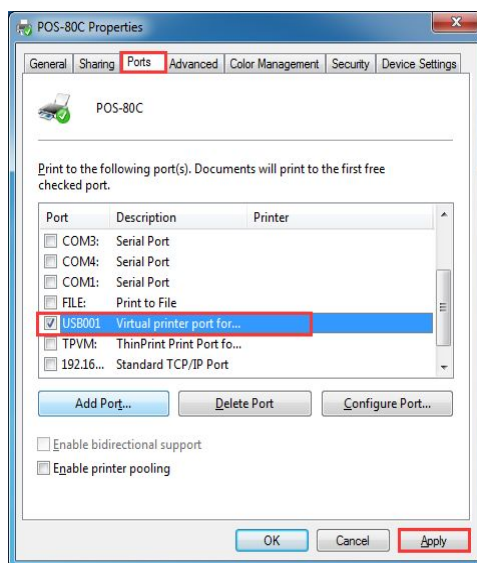 POS-80C Properties
General Sharing Ports Advanced Color Management Security Device Settings
POS-80C
Print to the following port(s). Documents will print to the first free
checked port.
Port Description Printer
COM3: Serial Port
COM4: Serial Port
COM1: Serial Port
FILE: Print to File
USB001 Virtual printer port for...
TPVM: ThinPrint Print Port fo...
192.16... Standard TCP/IP Port
Add Port... Delete Port Configure Port...
Enable bidirectional support
Enable printer pooling
OK Cancel Apply